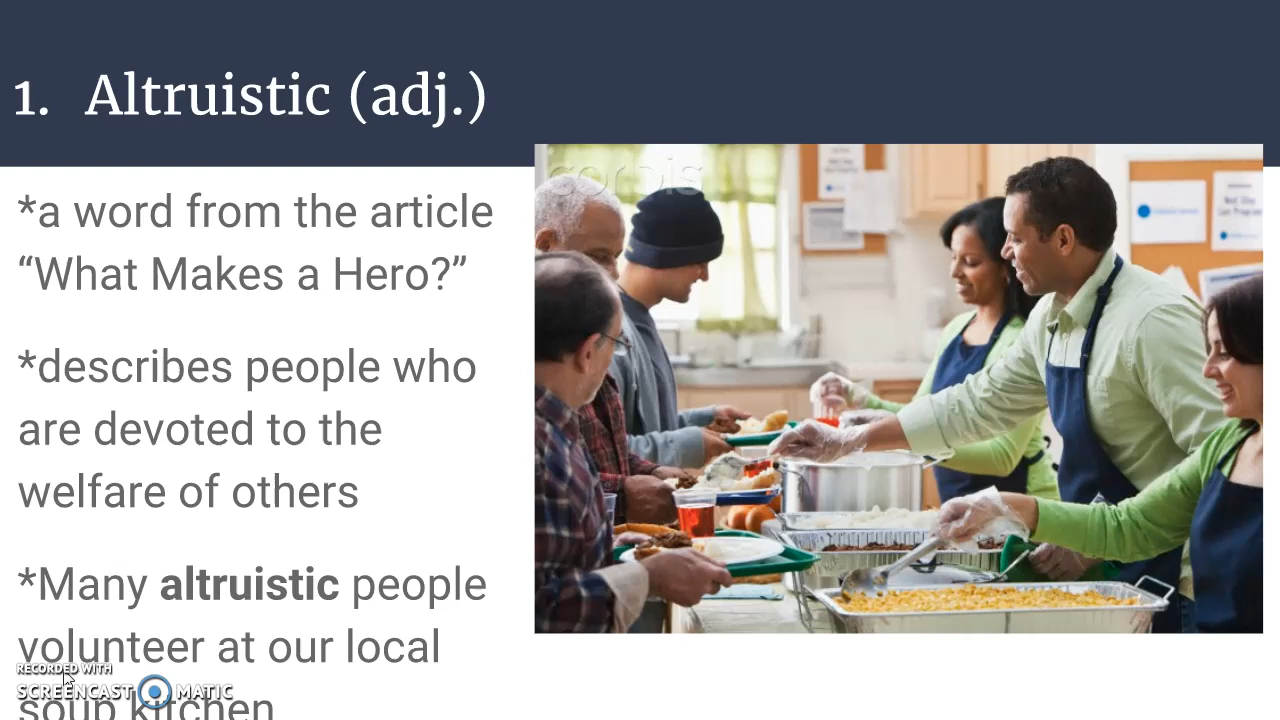 1. Altruistic (adj.)
*a word from the article
“What Makes a Hero?”
*describes people who
are devoted to the
welfare of others
*Many altruistic people
volunteer at our local
soup kitchen
RECORDED WITH
SCREENCAST MATIC
corbis